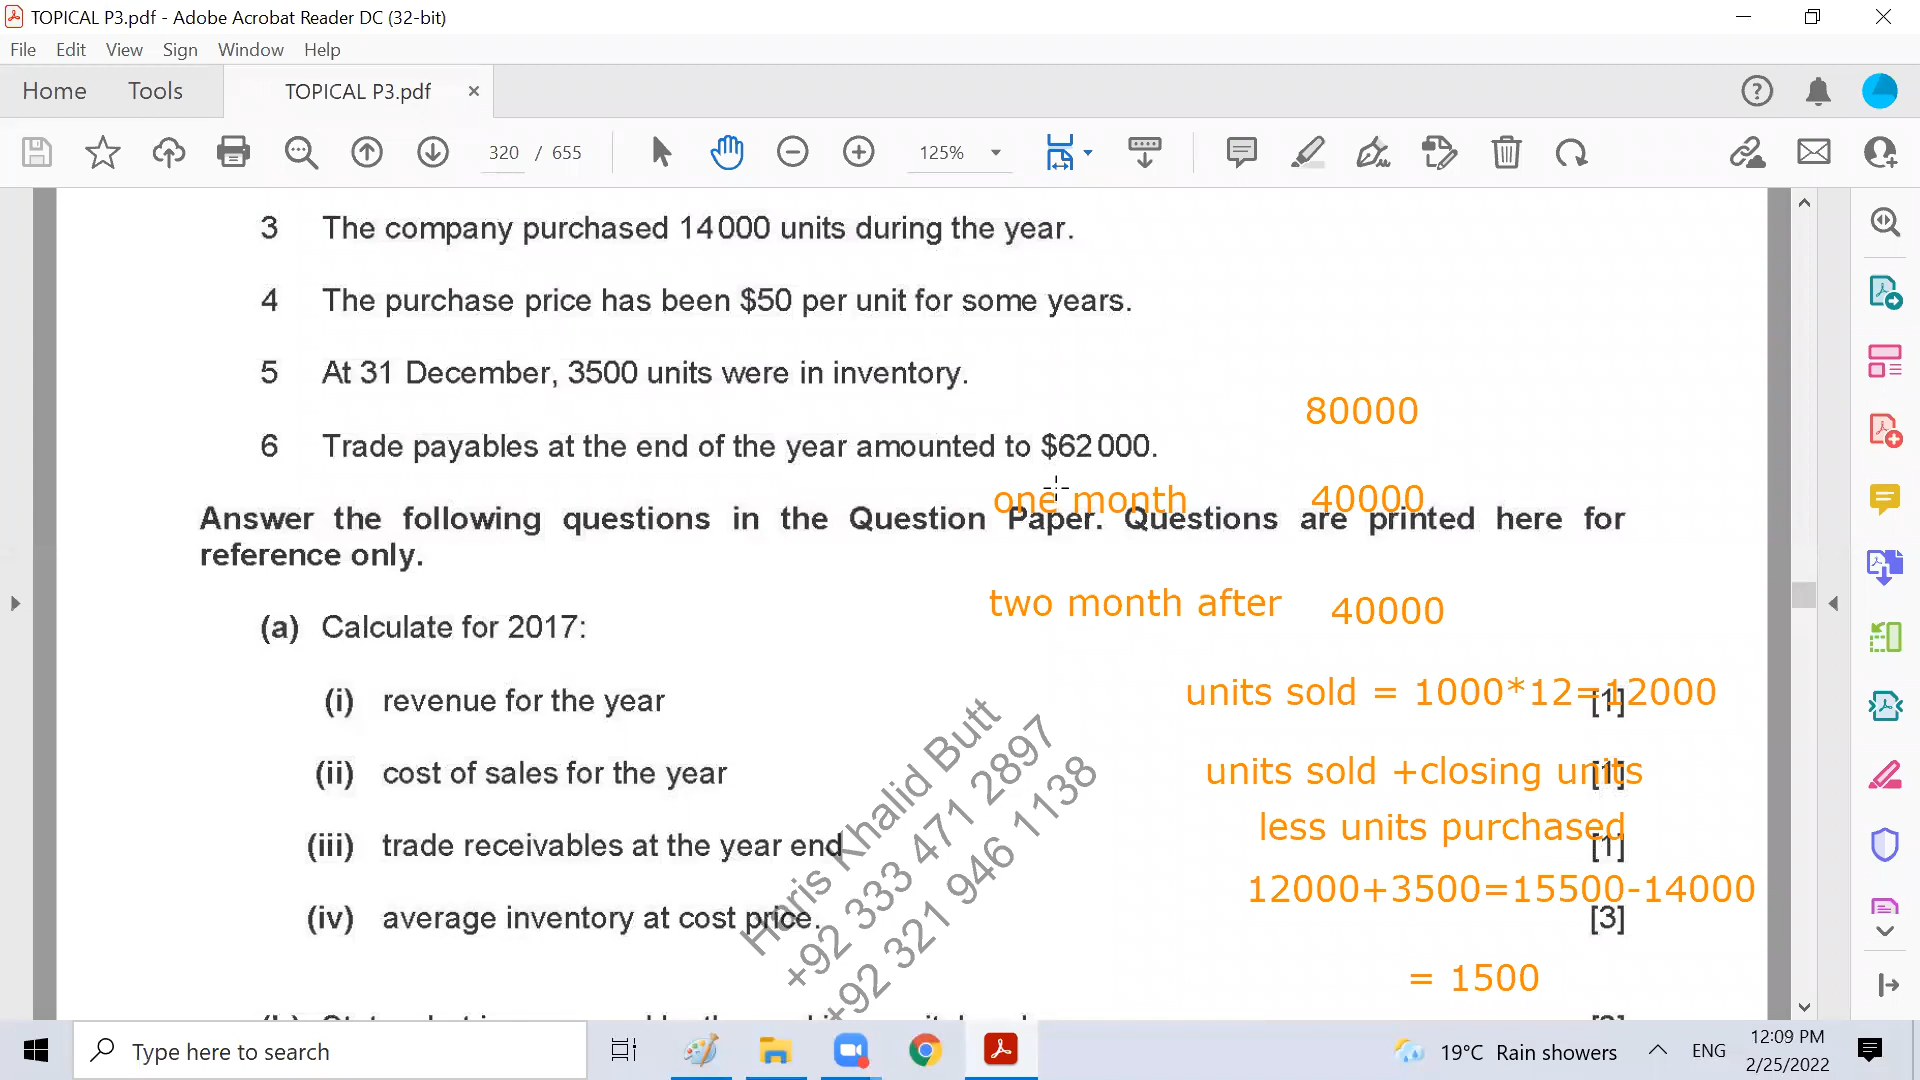 TOPICAL P3.pdf - Adobe Acrobat Reader DC (32-bit)
File Edit View Sign Window Help
Home Tools TOPICAL P3.pdf ×
320 / 655 125%
3 The company purchased 14 000 units during the year.
4 The purchase price has been $50 per unit for some years.
5 At 31 December, 3500 units were in inventory.
80000
6 Trade payables at the end of the year amounted to $62 000.
one month 40000
Answer the following questions in the Question Paper. Questions are printed here for
reference only.
two month after 40000
(a) Calculate for 2017:
units sold = 1000*12=12000
(i) revenue for the year [1]
units sold +closing units
(ii) cost of sales for the year [1]
less units purchased
(iii) trade receivables at the year end [1]
12000+3500=15500-14000
(iv) average inventory at cost price. [3]
= 1500
Haris Khalid Butt
+92 333 471 2897
+92 321 946 1138
Type here to search
19°C Rain showers ENG
12:09 PM
2/25/2022